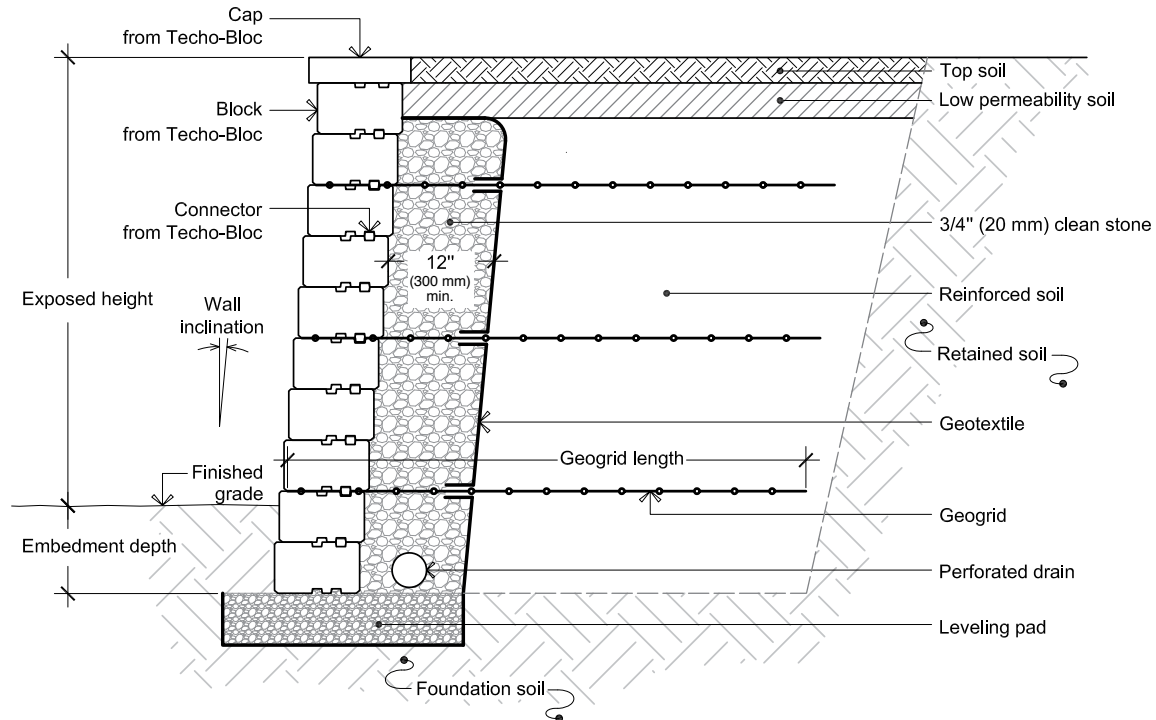 Cap
from Techo-Bloc
Top soil
Low permeability soil
Block
from Techo-Bloc
Connector
from Techo-Bloc
3/4" (20 mm) clean stone
12"
(300 mm)
min.
Exposed height
Wall
inclination
Reinforced soil
Retained soil
Geotextile
Geogrid length
Finished
grade
Geogrid
Embedment depth
Perforated drain
Leveling pad
Foundation soil